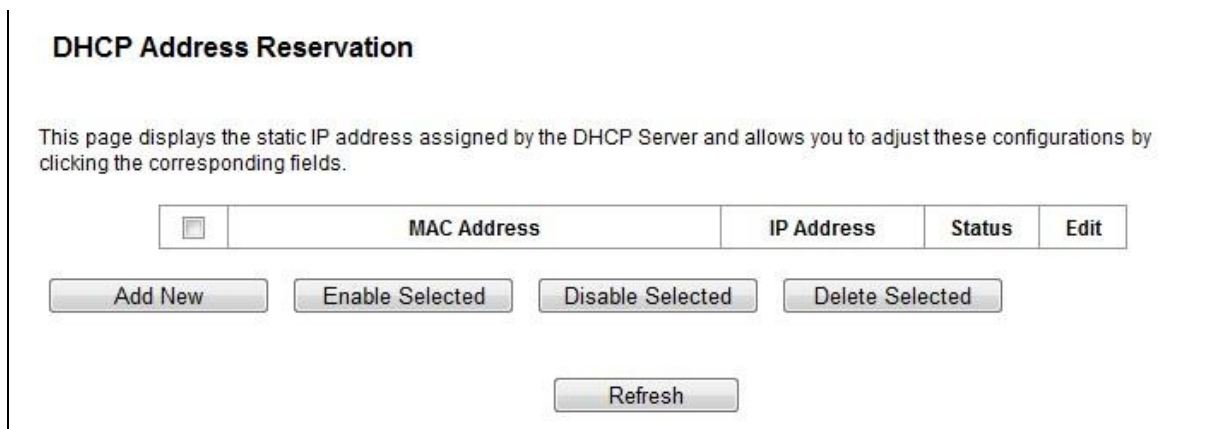 DHCP Address Reservation
This page displays the static IP address assigned by the DHCP Server and allows you to adjust these configurations by
clicking the corresponding fields.
MAC Address IP Address Status Edit
Add New Enable Selected Disable Selected Delete Selected
Refresh